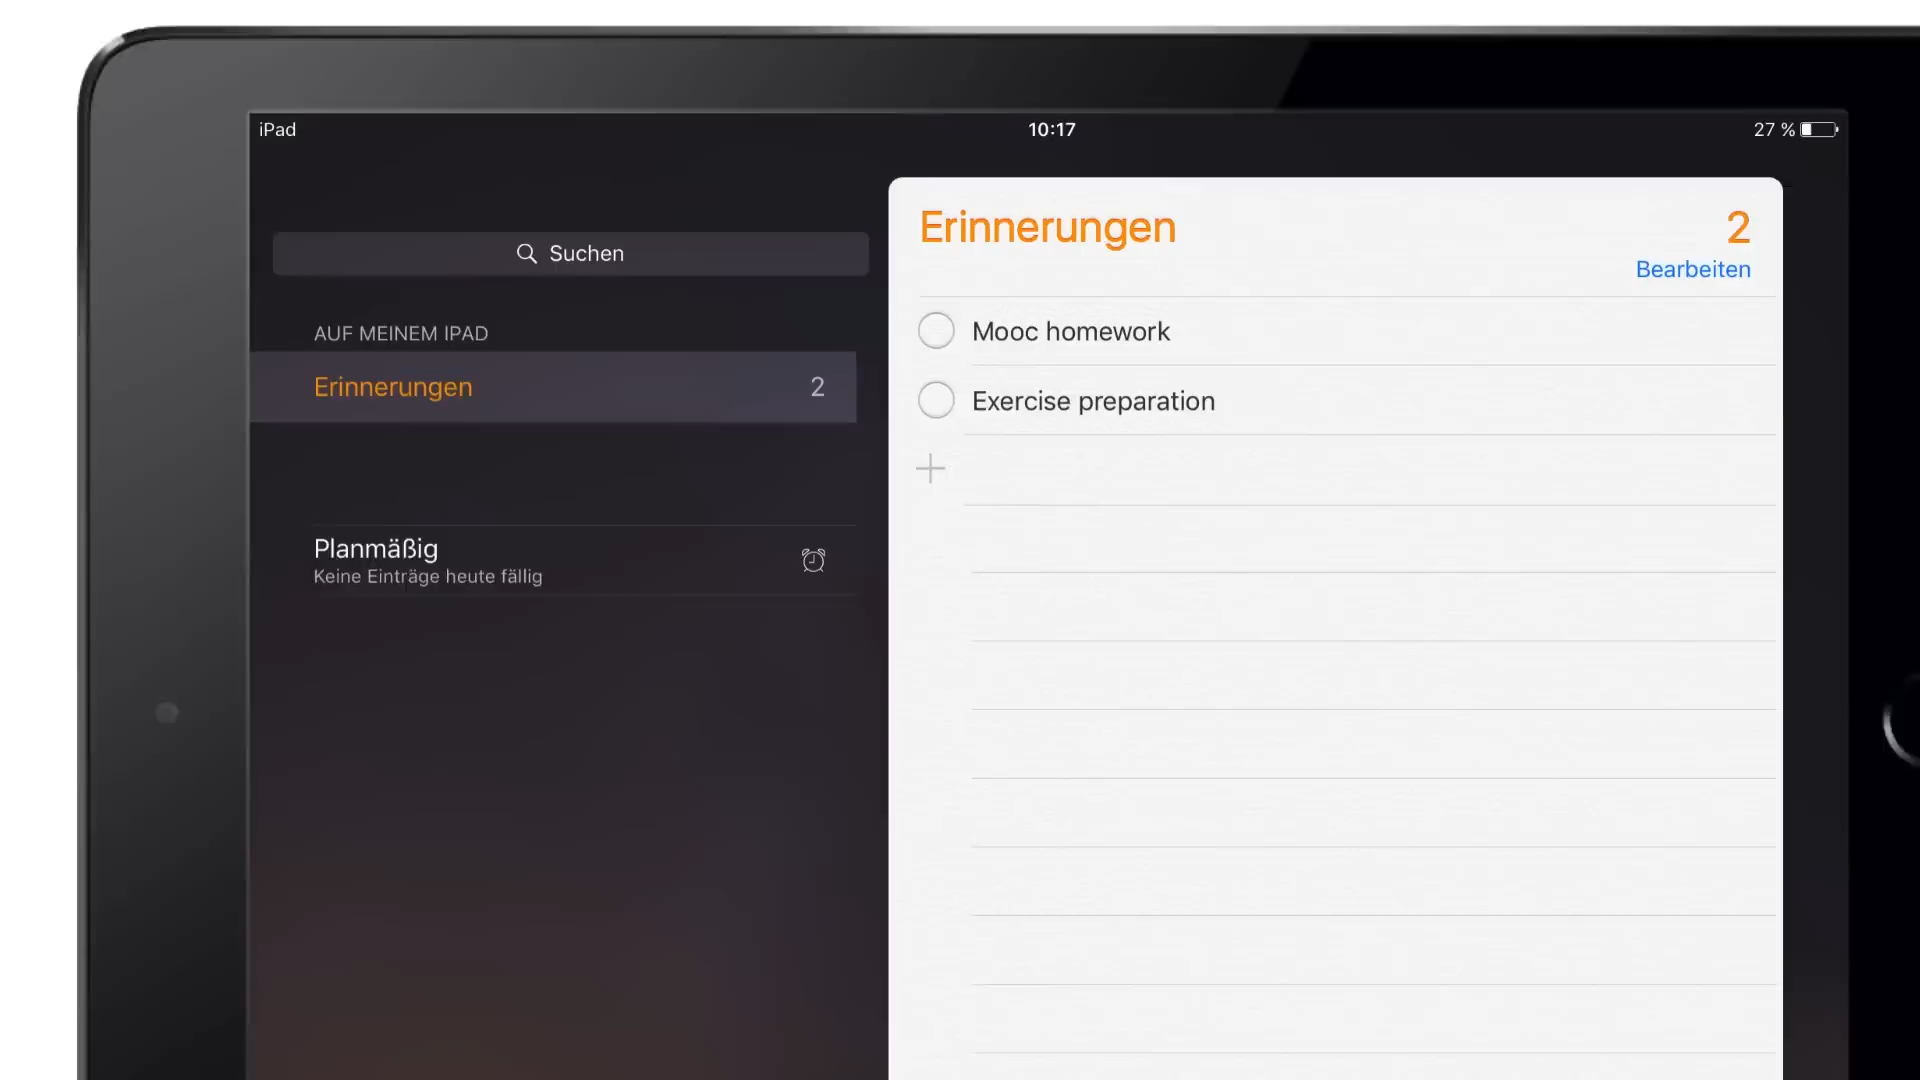 iPad
10:17
27 %
Suchen
AUF MEINEM IPAD
Erinnerungen 2
Planmäßig
Keine Einträge heute fällig
Erinnerungen 2
Bearbeiten
Mooc homework
Exercise preparation